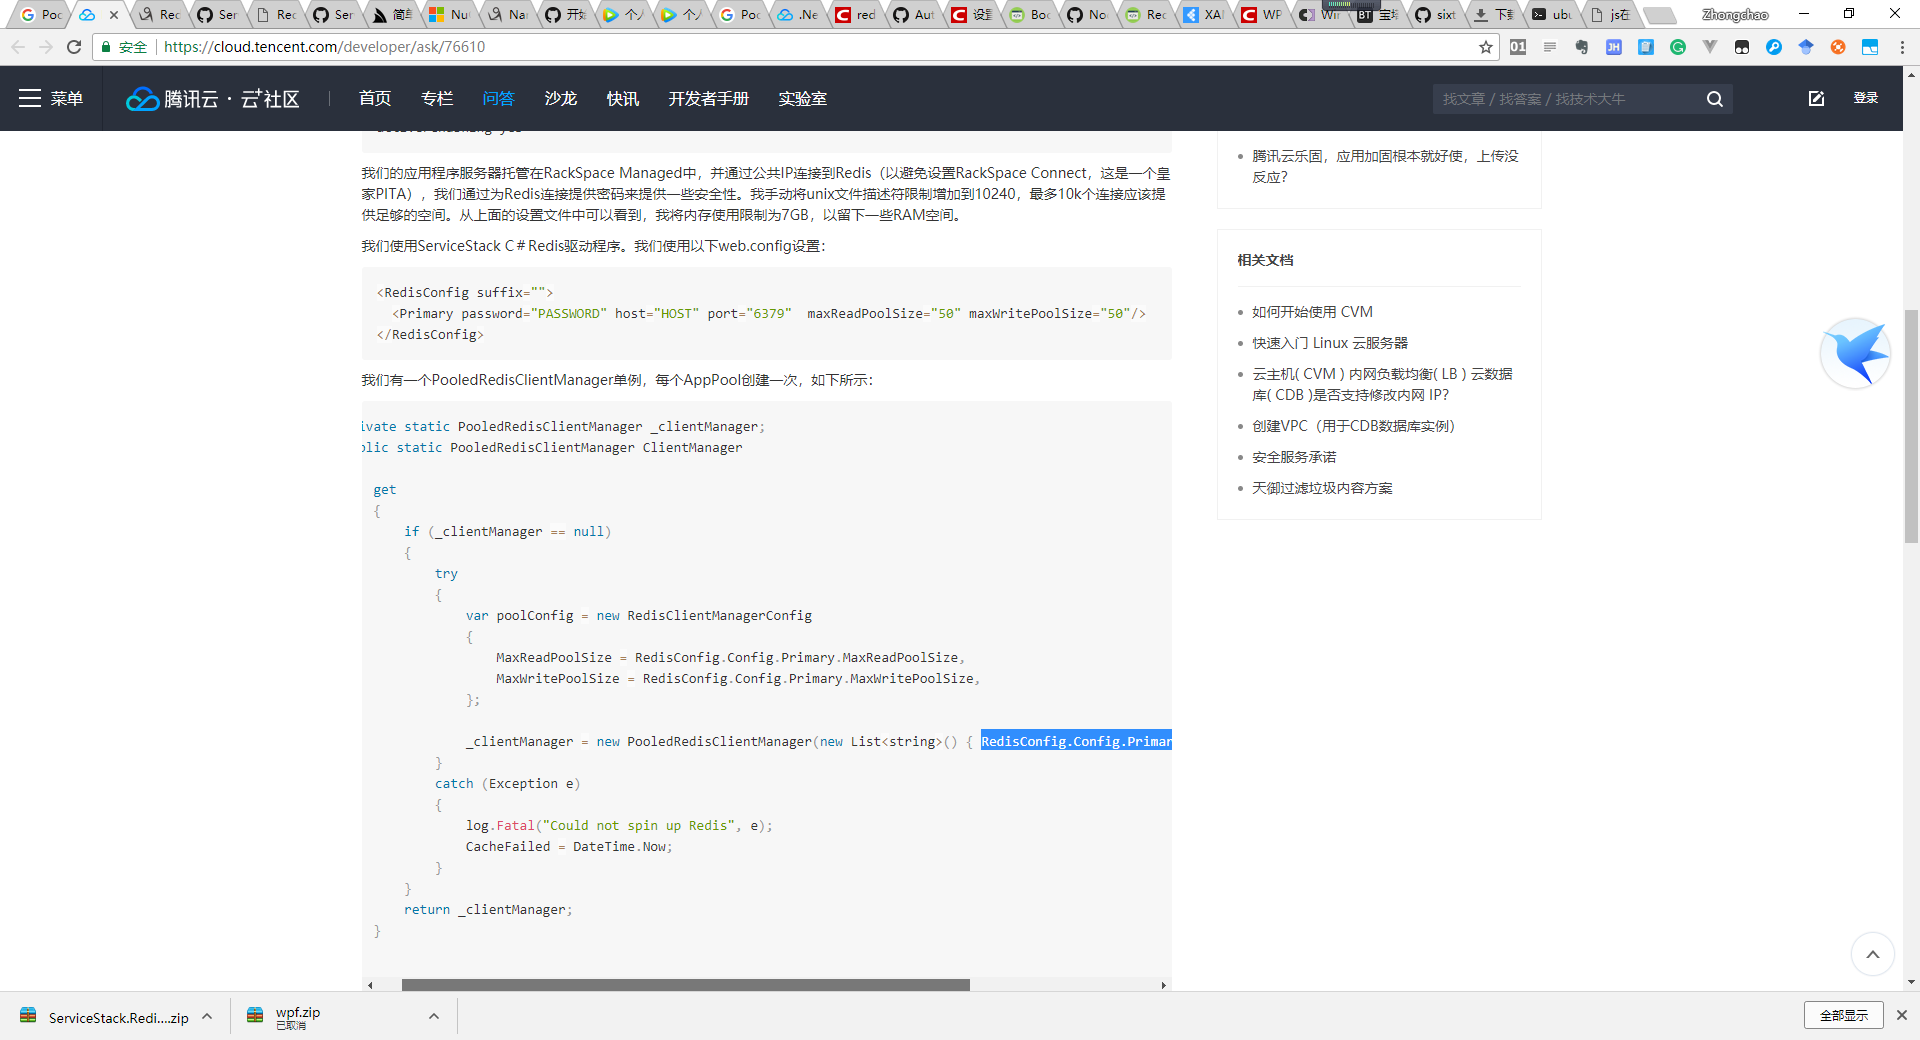 Poc
Rec
Ser
Rec
Ser
简单
Nu
Nar
开始
个人
个人
Poc
.Ne
red
Aut
设置
Boo
Noc
Rec
XAI
WP
Wir
宝塔
sixt
下载
ubu
js在
Zhongchao
安全
https://cloud.tencent.com/developer/ask/76610
菜单
腾讯云 · 云+社区
首页
专栏
问答
沙龙
快讯
开发者手册
实验室
找文章 / 找答案 / 找技术大牛
登录
我们的应用程序服务器托管在RackSpace Managed中，并通过公共IP连接到Redis（以避免设置RackSpace Connect，这是一个皇
家PITA），我们通过为Redis连接提供密码来提供一些安全性。我手动将unix文件描述符限制增加到10240，最多10k个连接应该提
供足够的空间。从上面的设置文件中可以看到，我将内存使用限制为7GB，以留下一些RAM空间。
我们使用ServiceStack C＃Redis驱动程序。我们使用以下web.config设置：
<RedisConfig suffix="">
<Primary password="PASSWORD" host="HOST" port="6379"  maxReadPoolSize="50" maxWritePoolSize="50"/>
</RedisConfig>
我们有一个PooledRedisClientManager单例，每个AppPool创建一次，如下所示：
ivate static PooledRedisClientManager _clientManager;
blic static PooledRedisClientManager ClientManager
get
{
if (_clientManager == null)
{
try
{
var poolConfig = new RedisClientManagerConfig
{
MaxReadPoolSize = RedisConfig.Config.Primary.MaxReadPoolSize,
MaxWritePoolSize = RedisConfig.Config.Primary.MaxWritePoolSize,
};
_clientManager = new PooledRedisClientManager(new List<string>() { RedisConfig.Config.Primar
}
catch (Exception e)
{
log.Fatal("Could not spin up Redis", e);
CacheFailed = DateTime.Now;
}
}
return _clientManager;
}
腾讯云乐固，应用加固根本就好使，上传没
反应？
相关文档
如何开始使用 CVM
快速入门 Linux 云服务器
云主机( CVM ) 内网负载均衡( LB ) 云数据
库( CDB )是否支持修改内网 IP？
创建VPC（用于CDB数据库实例）
安全服务承诺
天御过滤垃圾内容方案
ServiceStack.Redi....zip
wpf.zip
已取消
全部显示